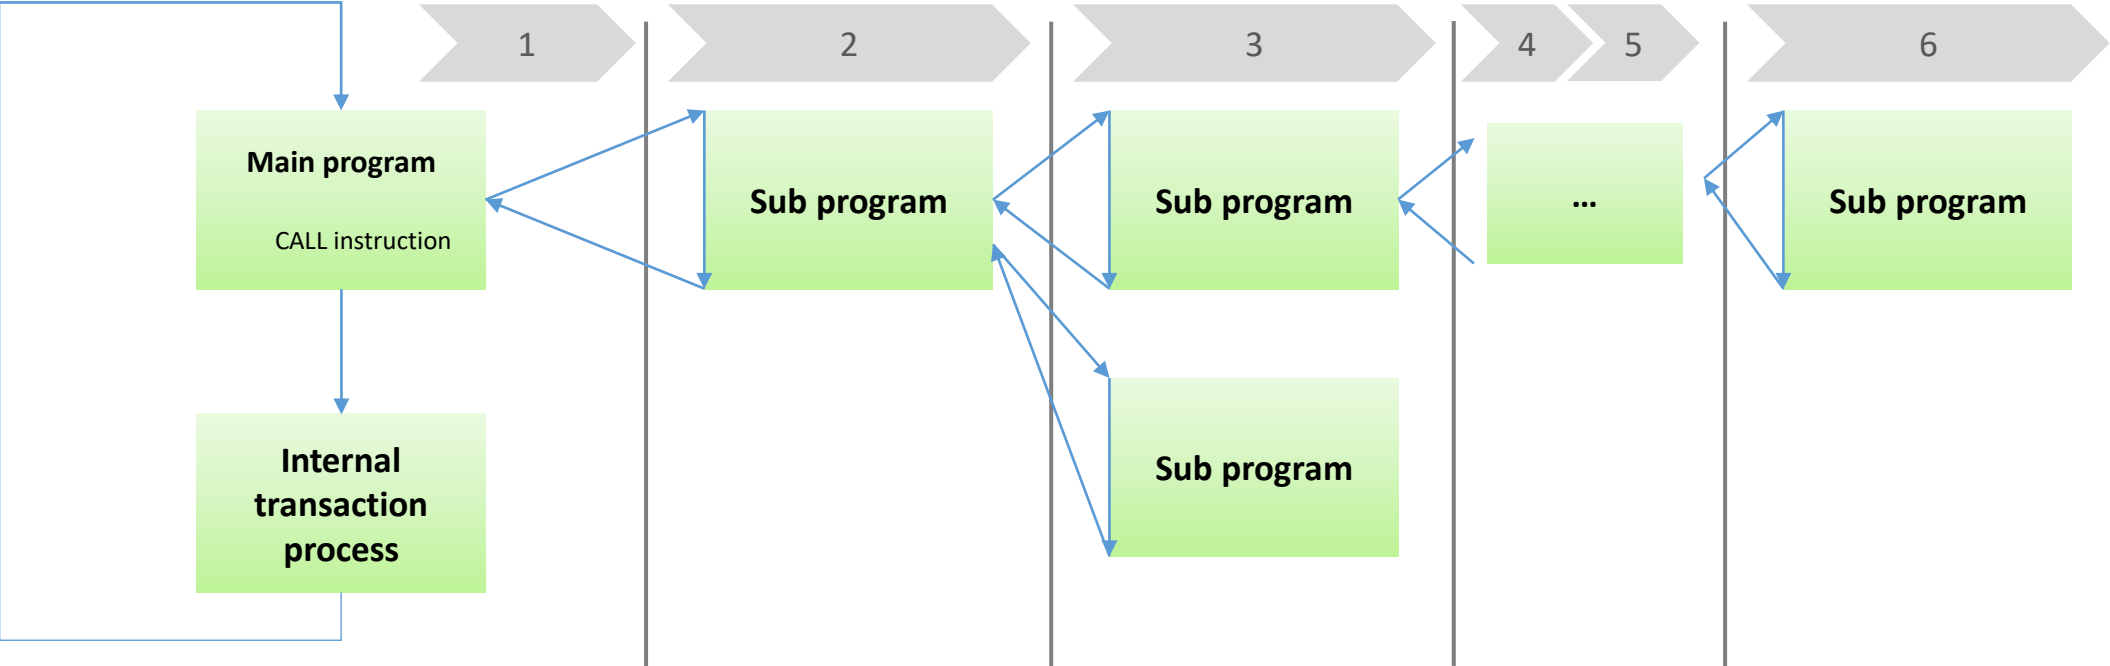 1
2
3
4
5
6
Main program
CALL instruction
Sub program
Sub program
...
Sub program
Internal
transaction
process
Sub program